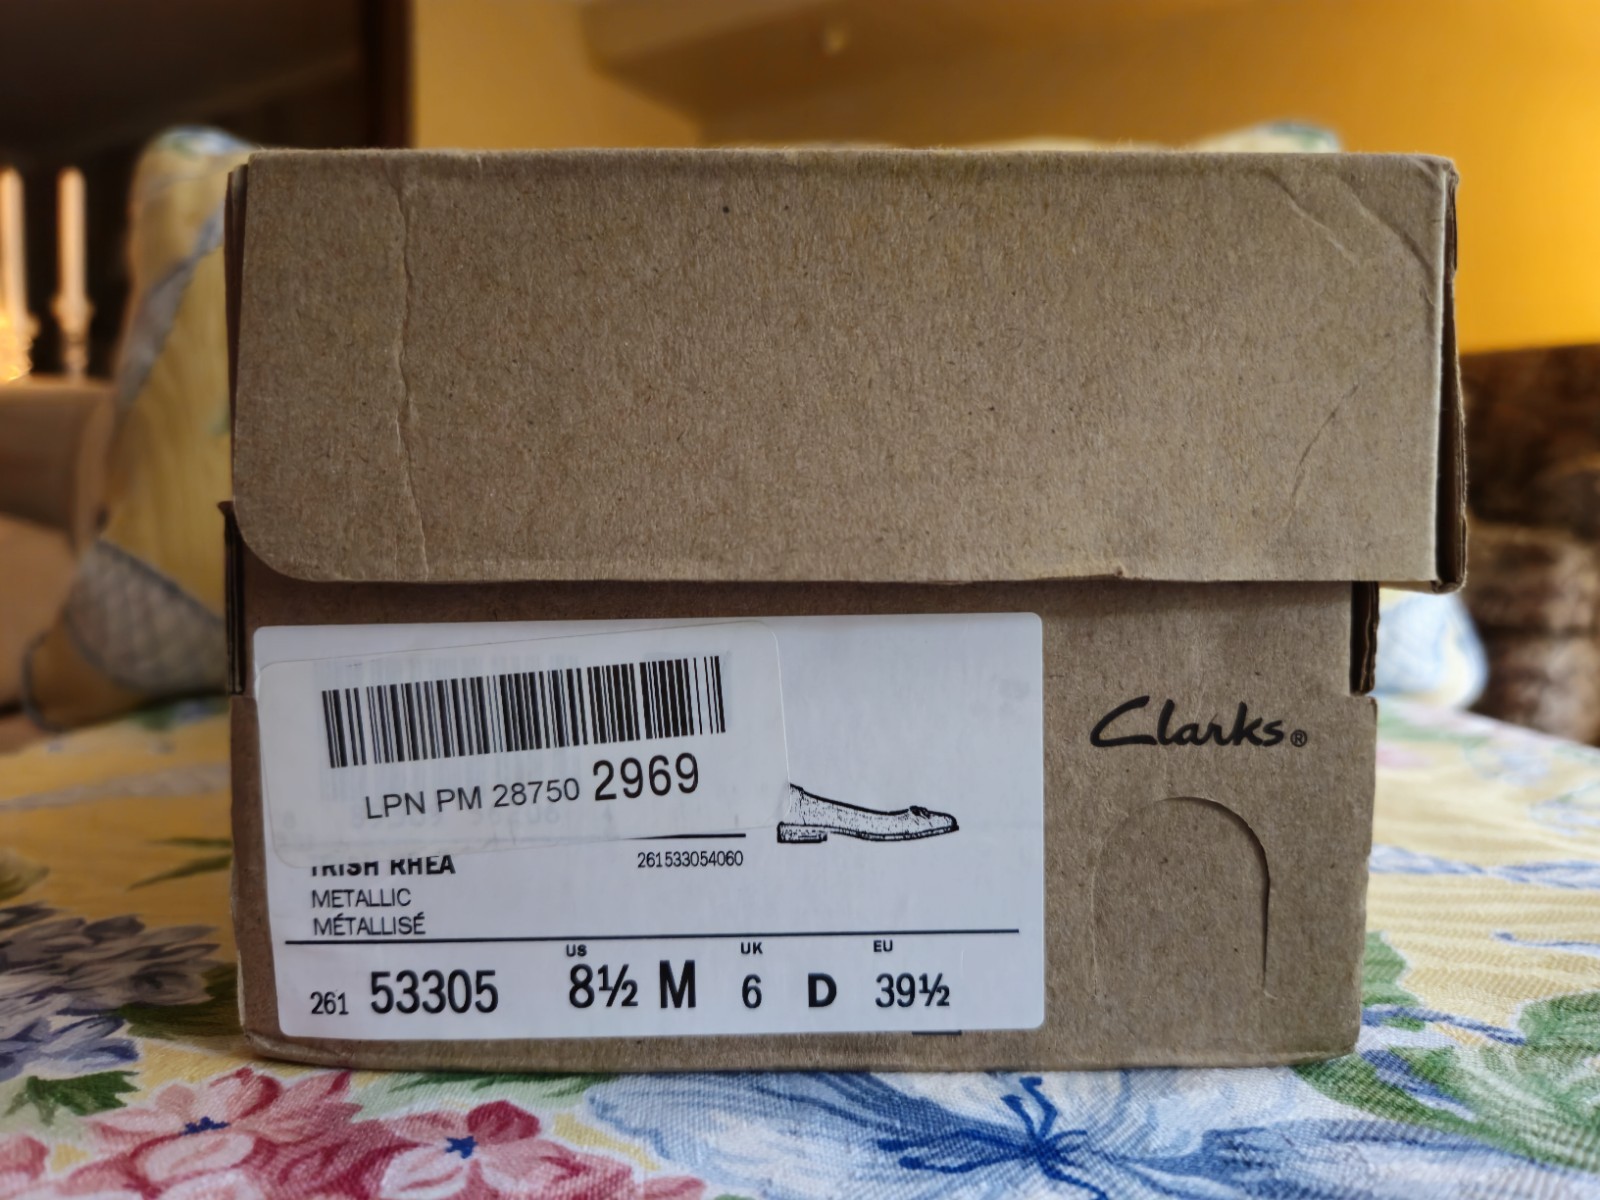 LPN PM 28750 2969
Clarks®
IRISH RHEA 261533054060
METALLIC
MÉTALLISÉ
US UK EU
261 53305 8½ M 6 D 39½